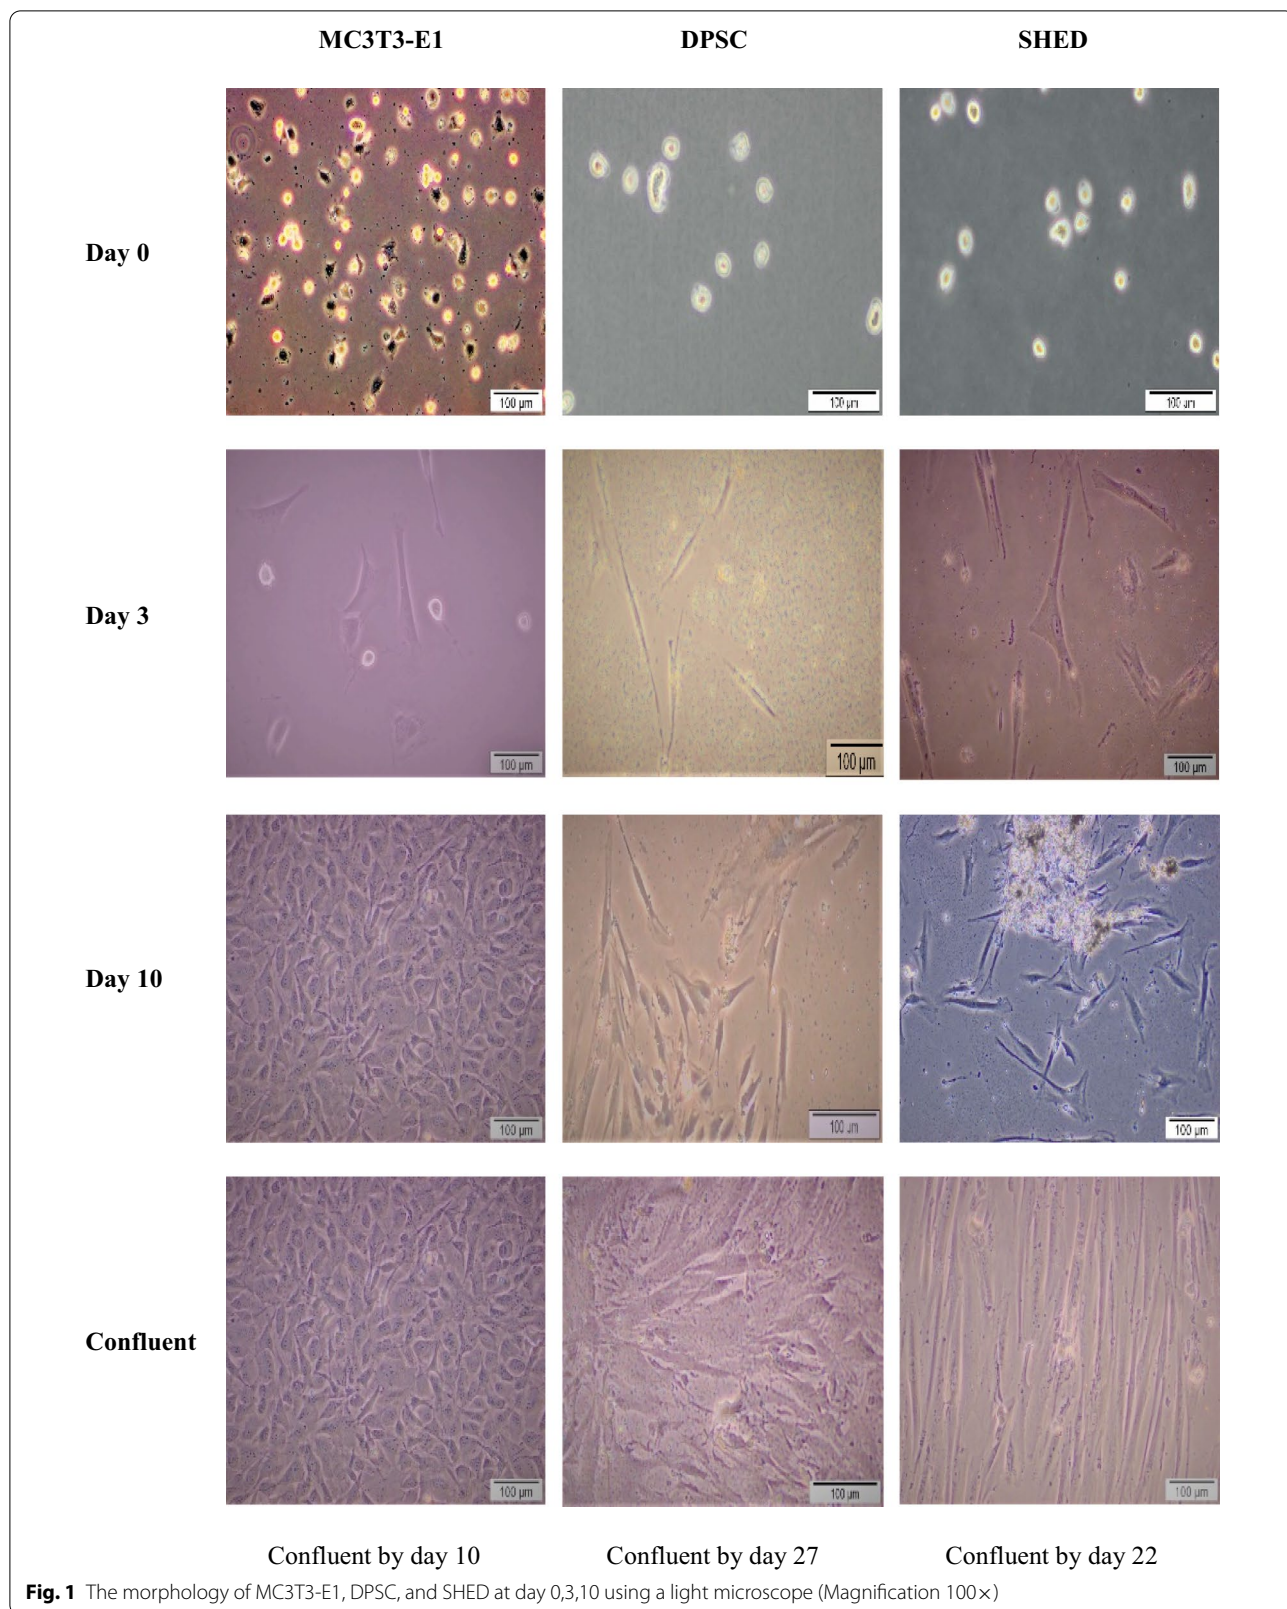 MC3T3-E1 DPSC SHED
Day 0
100 µm 100 µm 100 µm
Day 3
100 µm 100 µm 100 µm
Day 10
100 µm 100 µm 100 µm
Confluent
100 µm 100 µm 100 µm
Confluent by day 10 Confluent by day 27 Confluent by day 22
Fig. 1 The morphology of MC3T3-E1, DPSC, and SHED at day 0,3,10 using a light microscope (Magnification 100×)